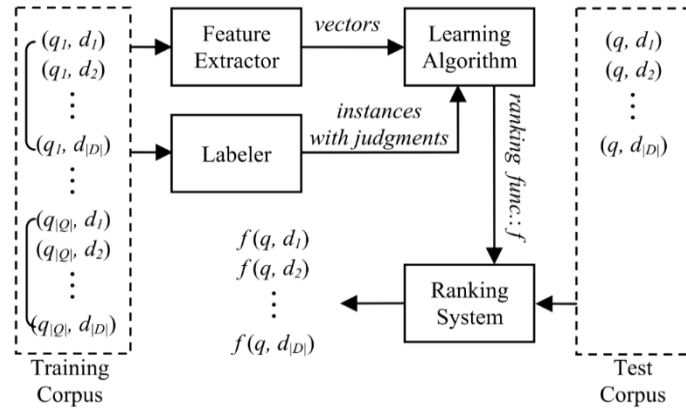 (q1, d1)
(q1, d2)
⋮
(q1, d|D|)
⋮
(q|Q|, d1)
(q|Q|, d2)
⋮
(q|Q|, d|D|)
Training
Corpus
Feature
Extractor
vectors
Learning
Algorithm
Labeler
instances
with judgments
ranking func.: f
f(q, d1)
f(q, d2)
⋮
f(q, d|D|)
Ranking
System
(q, d1)
(q, d2)
⋮
(q, d|D|)
Test
Corpus